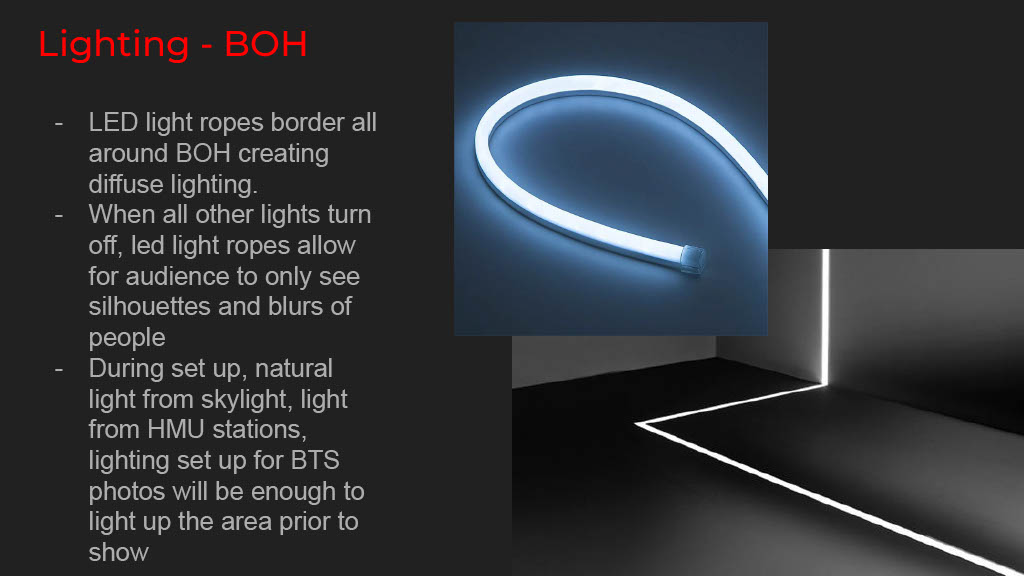 Lighting - BOH
- LED light ropes border all
around BOH creating
diffuse lighting.
- When all other lights turn
off, led light ropes allow
for audience to only see
silhouettes and blurs of
people
- During set up, natural
light from skylight, light
from HMU stations,
lighting set up for BTS
photos will be enough to
light up the area prior to
show